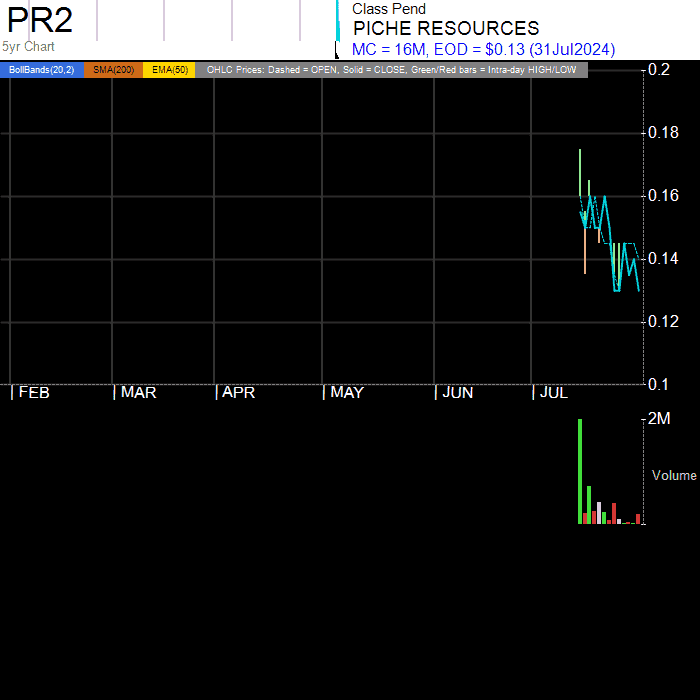 PR2
5yr Chart
Class Pend
PICHE RESOURCES
MC = 16M, EOD = $0.13 (31Jul2024)
BollBands(20,2) SMA(200) EMA(50) OHLC Prices: Dashed = OPEN, Solid = CLOSE, Green/Red bars = Intra-day HIGH/LOW
0.2
0.18
0.16
0.14
0.12
0.1
| FEB | MAR | APR | MAY | JUN | JUL
2M
Volume